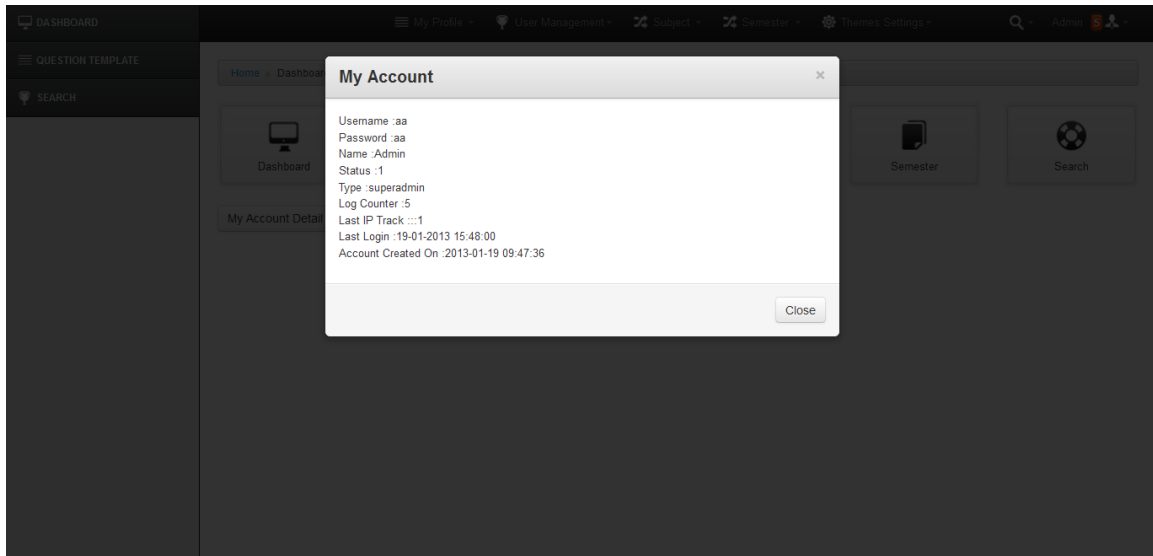 DASHBOARD
My Profile
User Management
Subject
Semester
Themes Settings
Admin 5
QUESTION TEMPLATE
SEARCH
Home
Dashboar
My Account
×
Username :aa
Password :aa
Name :Admin
Status :1
Type :superadmin
Log Counter :5
Last IP Track :::1
Last Login :19-01-2013 15:48:00
Account Created On :2013-01-19 09:47:36
Close
Dashboard
Semester
Search
My Account Detail